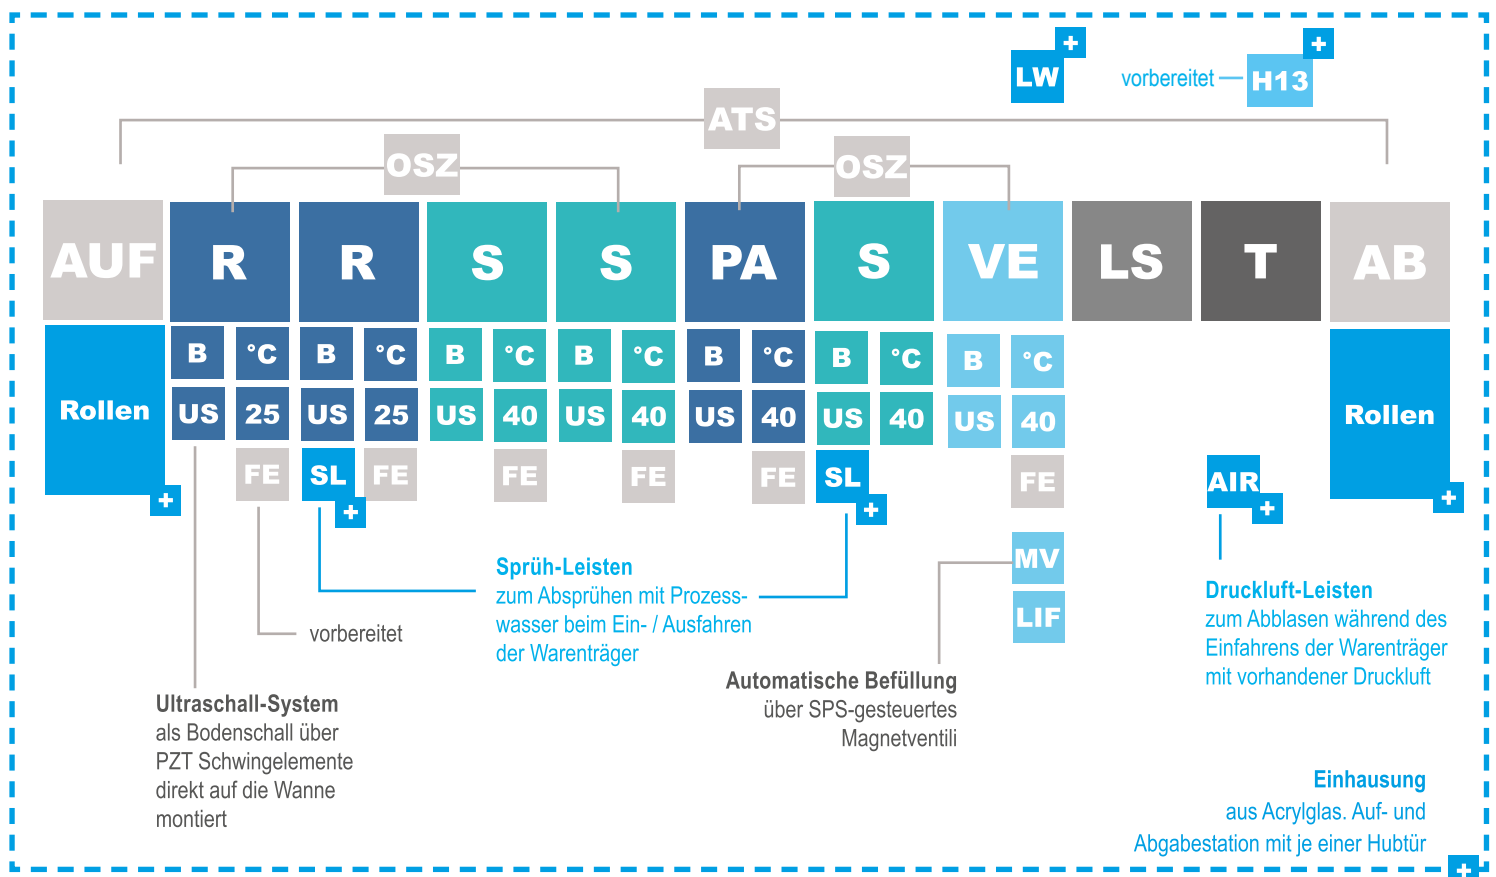 +
+
LW
vorbereitet
H13
ATS
OSZ
OSZ
AUF
R
R
S
S
PA
S
VE
LS
T
AB
B
°C
B
°C
B
°C
B
°C
B
°C
B
°C
B
°C
Rollen
US
25
US
25
US
40
US
40
US
40
US
40
US
40
Rollen
FE
SL
FE
FE
FE
FE
SL
FE
AIR
+
+
+
+
+
Sprüh-Leisten
zum Absprühen mit Prozess-
wasser beim Ein- / Ausfahren
der Warenträger
MV
LIF
Druckluft-Leisten
zum Abblasen während des
Einfahrens der Warenträger
mit vorhandener Druckluft
vorbereitet
Ultraschall-System
als Bodenschall über
PZT Schwingelemente
direkt auf die Wanne
montiert
Automatische Befüllung
über SPS-gesteuertes
Magnetventili
Einhausung
aus Acrylglas. Auf- und
Abgabestation mit je einer Hubtür
+